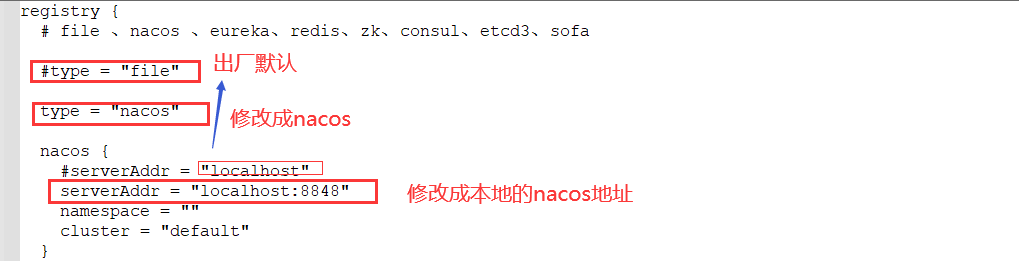 registry {
# file 、nacos 、eureka、redis、zk、consul、etcd3、sofa
#type = "file"
出厂默认
type = "nacos"
修改成nacos
nacos {
#serverAddr = "localhost"
serverAddr = "localhost:8848"
修改成本地的nacos地址
namespace = ""
cluster = "default"
}